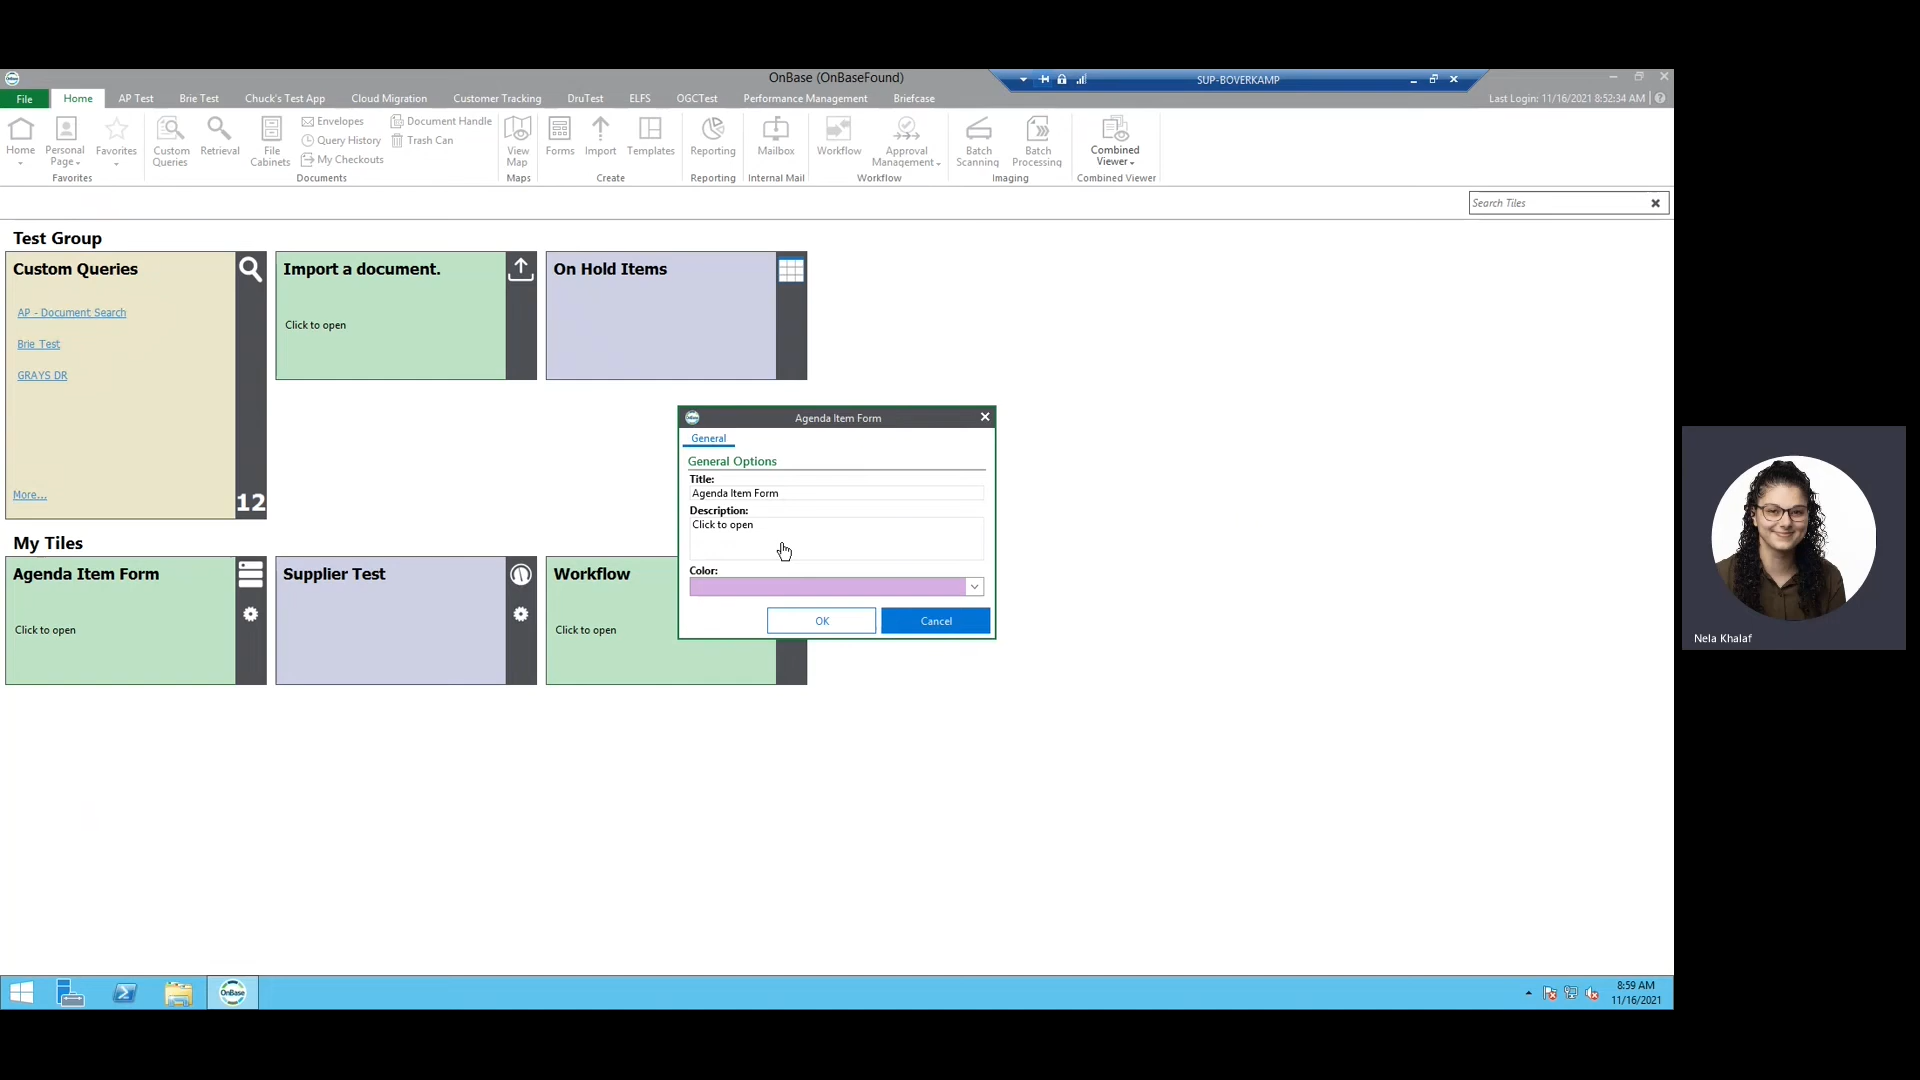 OnBase (OnBaseFound)
SUP-BOVERKAMP
File
Home
AP Test
Brie Test
Chuck's Test App
Cloud Migration
Customer Tracking
DruTest
ELFS
OGCTest
Performance Management
Briefcase
Last Login: 11/16/2021 8:52:34 AM
Home
Personal
Page
Favorites
Favorites
Custom
Queries
Retrieval
File
Cabinets
Envelopes
Query History
My Checkouts
Document Handle
Trash Can
Documents
View
Map
Maps
Forms
Import
Templates
Create
Reporting
Reporting
Mailbox
Internal Mail
Workflow
Approval
Management
Workflow
Batch
Scanning
Batch
Processing
Imaging
Combined
Viewer
Combined Viewer
Search Tiles
Test Group
Custom Queries
AP - Document Search
Brie Test
GRAYS DR
More...
12
Import a document.
Click to open
On Hold Items
My Tiles
Agenda Item Form
Click to open
Supplier Test
Workflow
Click to open
Agenda Item Form
General
General Options
Title:
Agenda Item Form
Description:
Click to open
Color:
OK
Cancel
Nela Khalaf
OnBase
8:59 AM
11/16/2021